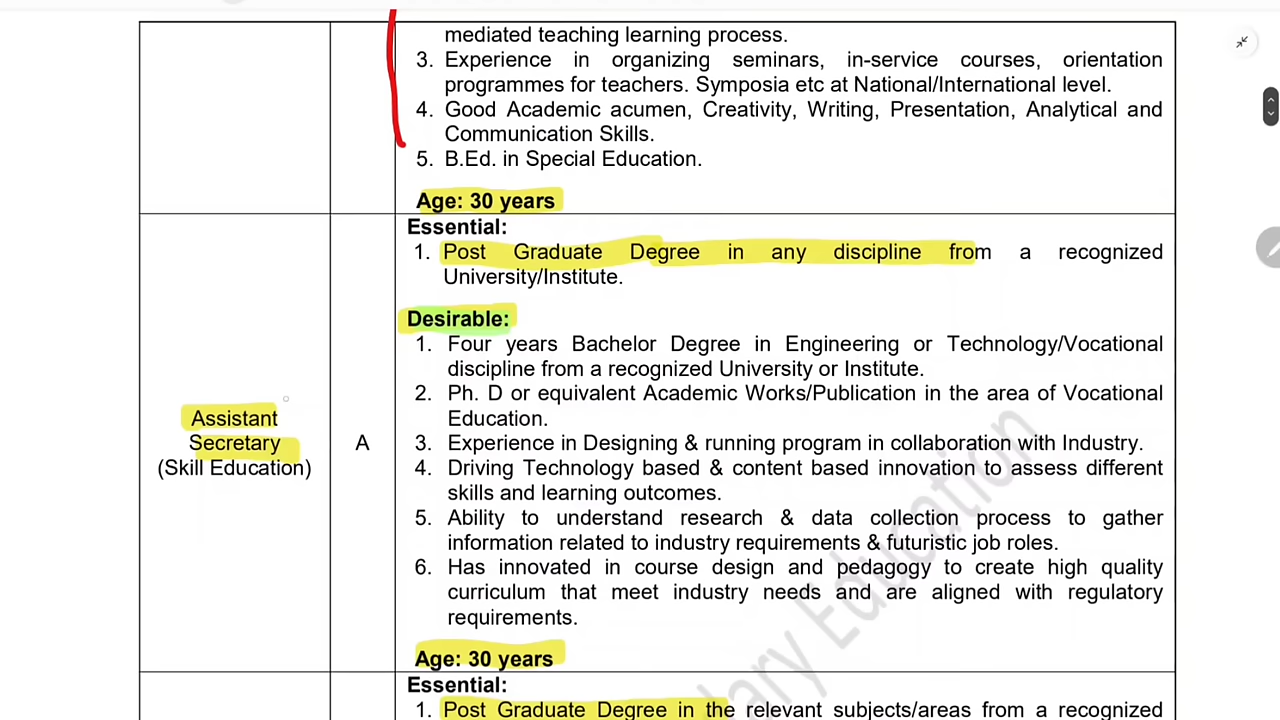 mediated teaching learning process.
3. Experience in organizing seminars, in-service courses, orientation
programmes for teachers. Symposia etc at National/International level.
4. Good Academic acumen, Creativity, Writing, Presentation, Analytical and
Communication Skills.
5. B.Ed. in Special Education.
Age: 30 years
Assistant
Secretary
(Skill Education)
A
Essential:
1. Post Graduate Degree in any discipline from a recognized
University/Institute.
Desirable:
1. Four years Bachelor Degree in Engineering or Technology/Vocational
discipline from a recognized University or Institute.
2. Ph. D or equivalent Academic Works/Publication in the area of Vocational
Education.
3. Experience in Designing & running program in collaboration with Industry.
4. Driving Technology based & content based innovation to assess different
skills and learning outcomes.
5. Ability to understand research & data collection process to gather
information related to industry requirements & futuristic job roles.
6. Has innovated in course design and pedagogy to create high quality
curriculum that meet industry needs and are aligned with regulatory
requirements.
Age: 30 years
Essential:
1. Post Graduate Degree in the relevant subjects/areas from a recognized
Education